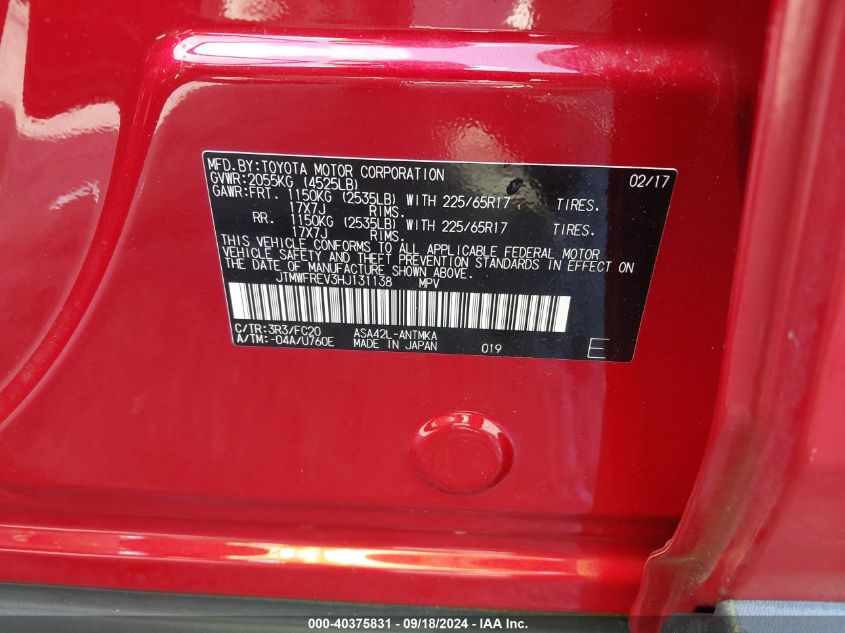 MFD.BY:TOYOTA MOTOR CORPORATION 02/17
GVWR:2055KG (4525LB)
GAWR:FRT. 1150KG (2535LB) WITH 225/65R17 TIRES.
17X7J RIMS.
RR. 1150KG (2535LB) WITH 225/65R17 TIRES.
17X7J RIMS.
THIS VEHICLE CONFORMS TO ALL APPLICABLE FEDERAL MOTOR
VEHICLE SAFETY AND THEFT PREVENTION STANDARDS IN EFFECT ON
THE DATE OF MANUFACTURE SHOWN ABOVE.
JTMWFREV3HJ131138 MPV
C/TR:3R3/FC20 ASA42L-ANTMKA
A/TM:-04A/U760E MADE IN JAPAN 019 E
000-40375831 - 09/18/2024 - IAA Inc.